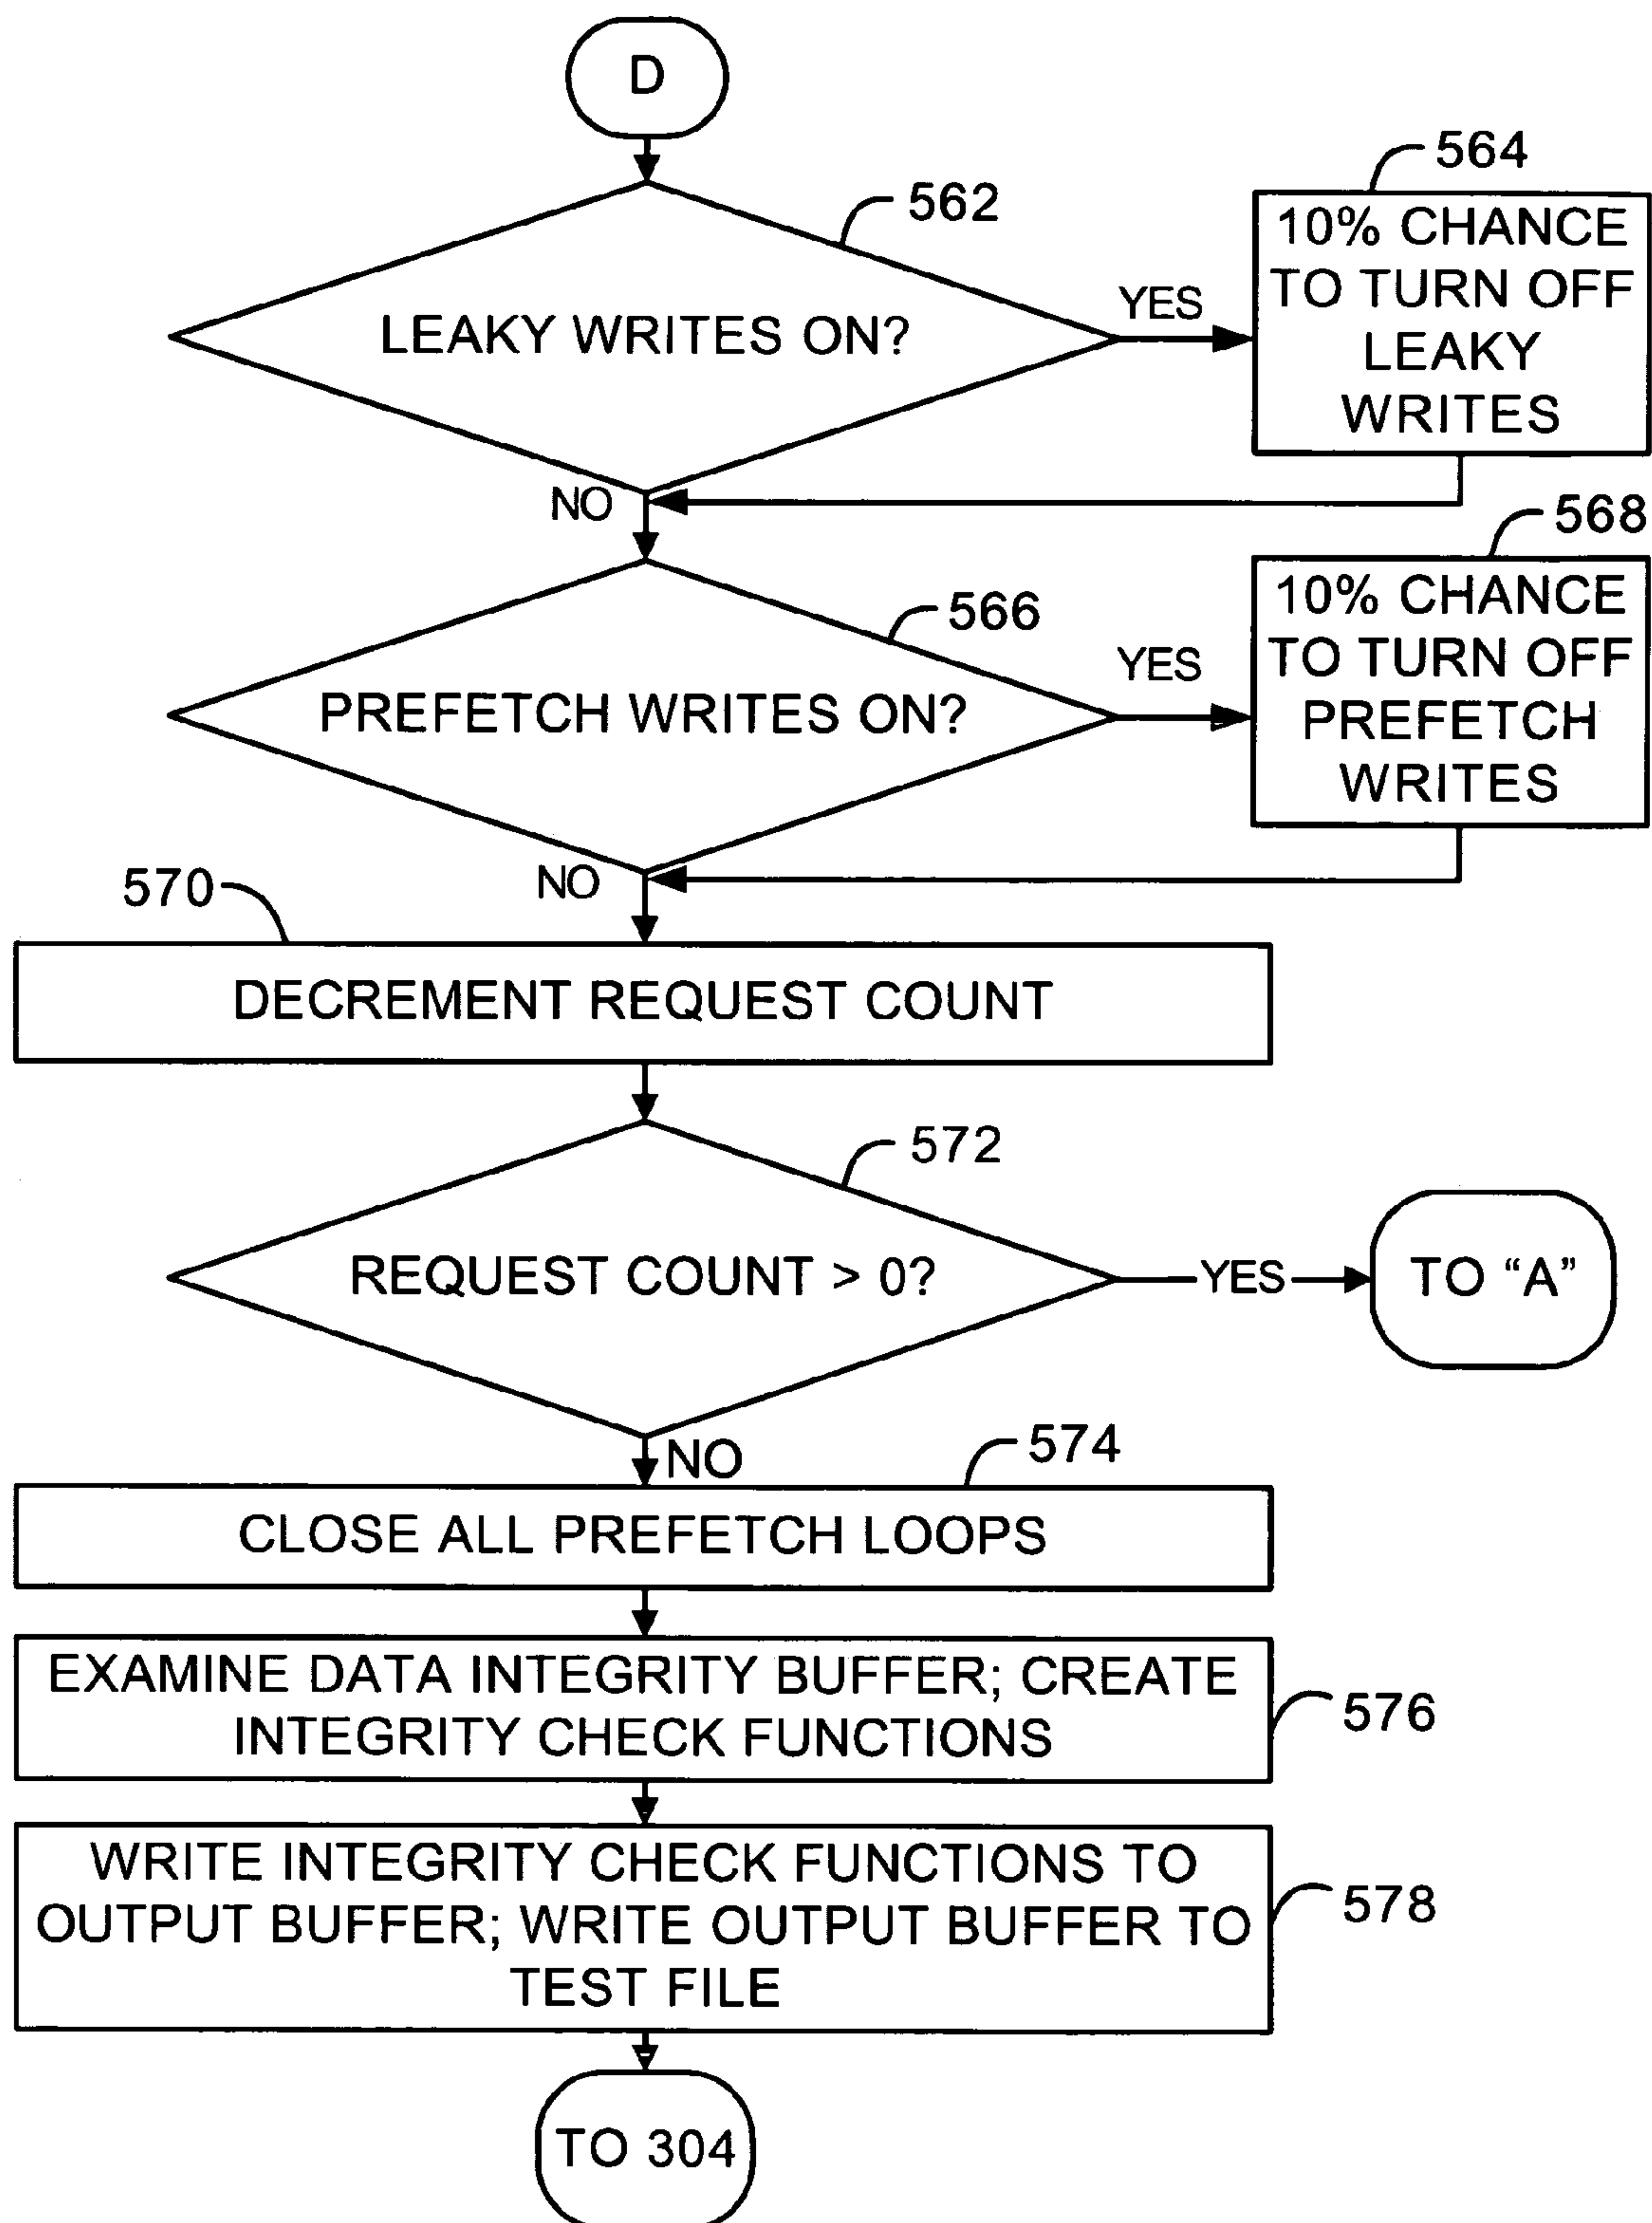 D
562
564
LEAKY WRITES ON?
YES
10% CHANCE
TO TURN OFF
LEAKY
WRITES
NO
566
568
PREFETCH WRITES ON?
YES
10% CHANCE
TO TURN OFF
PREFETCH
WRITES
NO
570
DECREMENT REQUEST COUNT
572
REQUEST COUNT > 0?
YES
TO “A”
NO
574
CLOSE ALL PREFETCH LOOPS
EXAMINE DATA INTEGRITY BUFFER; CREATE
INTEGRITY CHECK FUNCTIONS
576
WRITE INTEGRITY CHECK FUNCTIONS TO
OUTPUT BUFFER; WRITE OUTPUT BUFFER TO
TEST FILE
578
TO 304